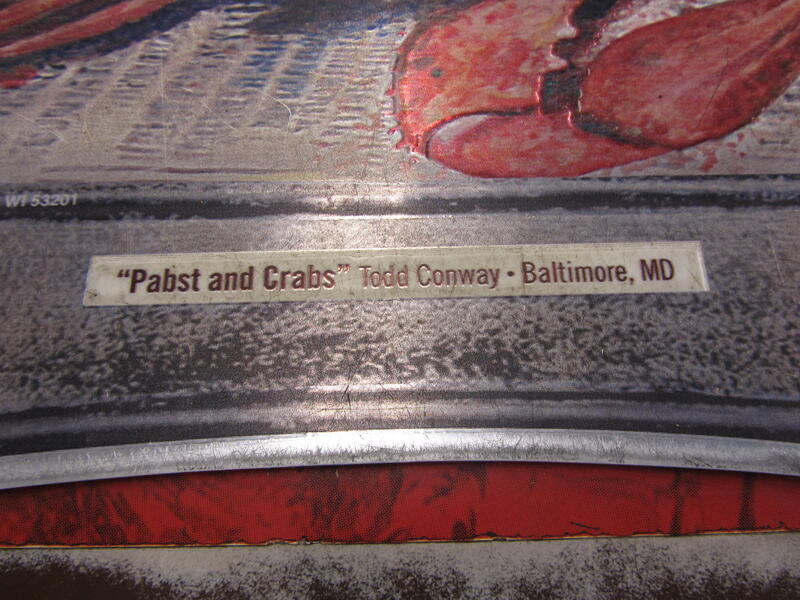 WI 53201
“Pabst and Crabs” Todd Conway • Baltimore, MD